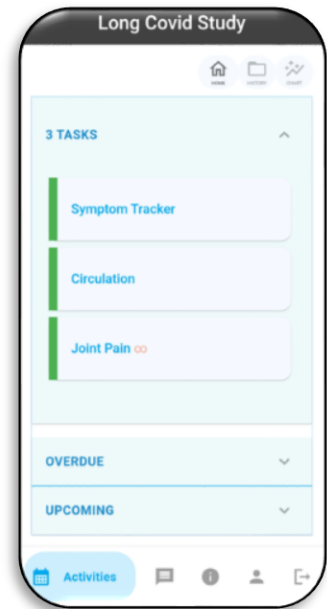 Long Covid Study
HOME HISTORY CHART
3 TASKS
Symptom Tracker
Circulation
Joint Pain ∞
OVERDUE
UPCOMING
Activities